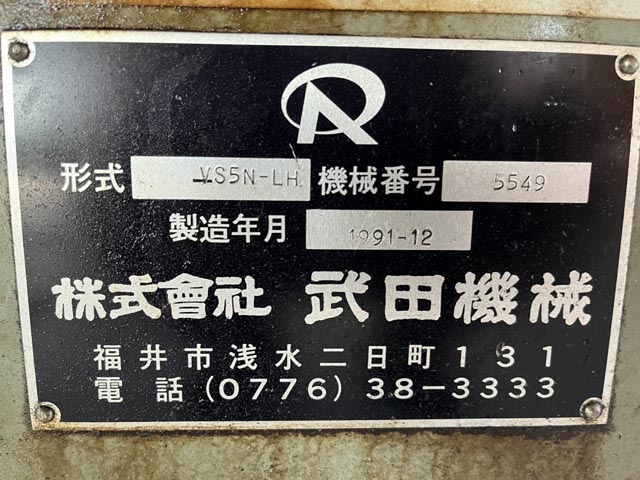 形式 VS5N-LH 機械番号 5549
製造年月 1991-12
株式會社 武田機械
福井市浅水二日町131
電話(0776)38-3333